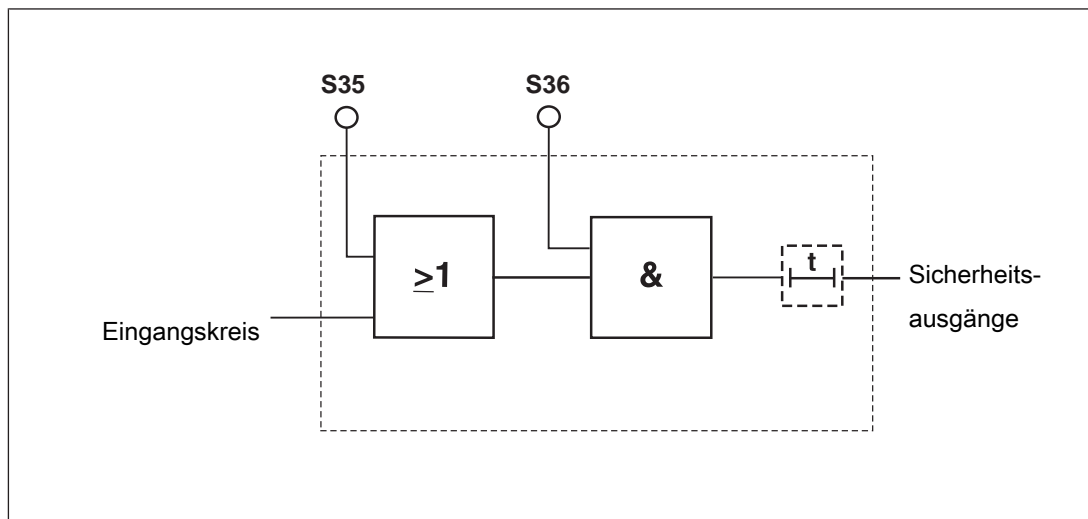 S35
S36
≥1
&
t
Sicherheits-
ausgänge
Eingangskreis